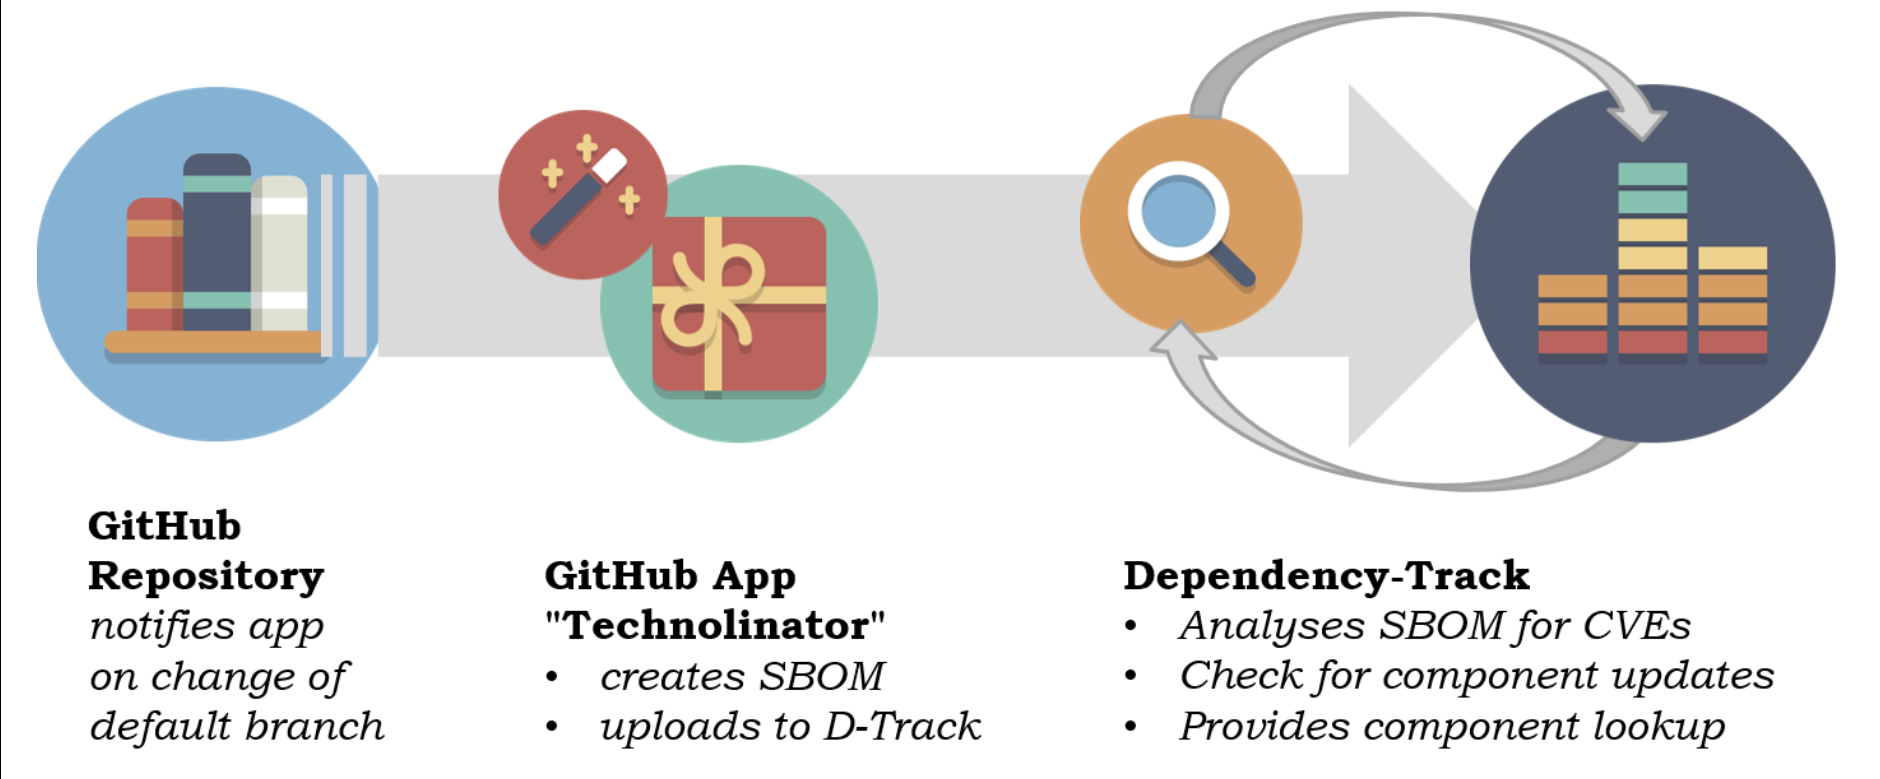 GitHub
Repository
notifies app
on change of
default branch
GitHub App
"Technolinator"
• creates SBOM
• uploads to D-Track
Dependency-Track
• Analyses SBOM for CVEs
• Check for component updates
• Provides component lookup